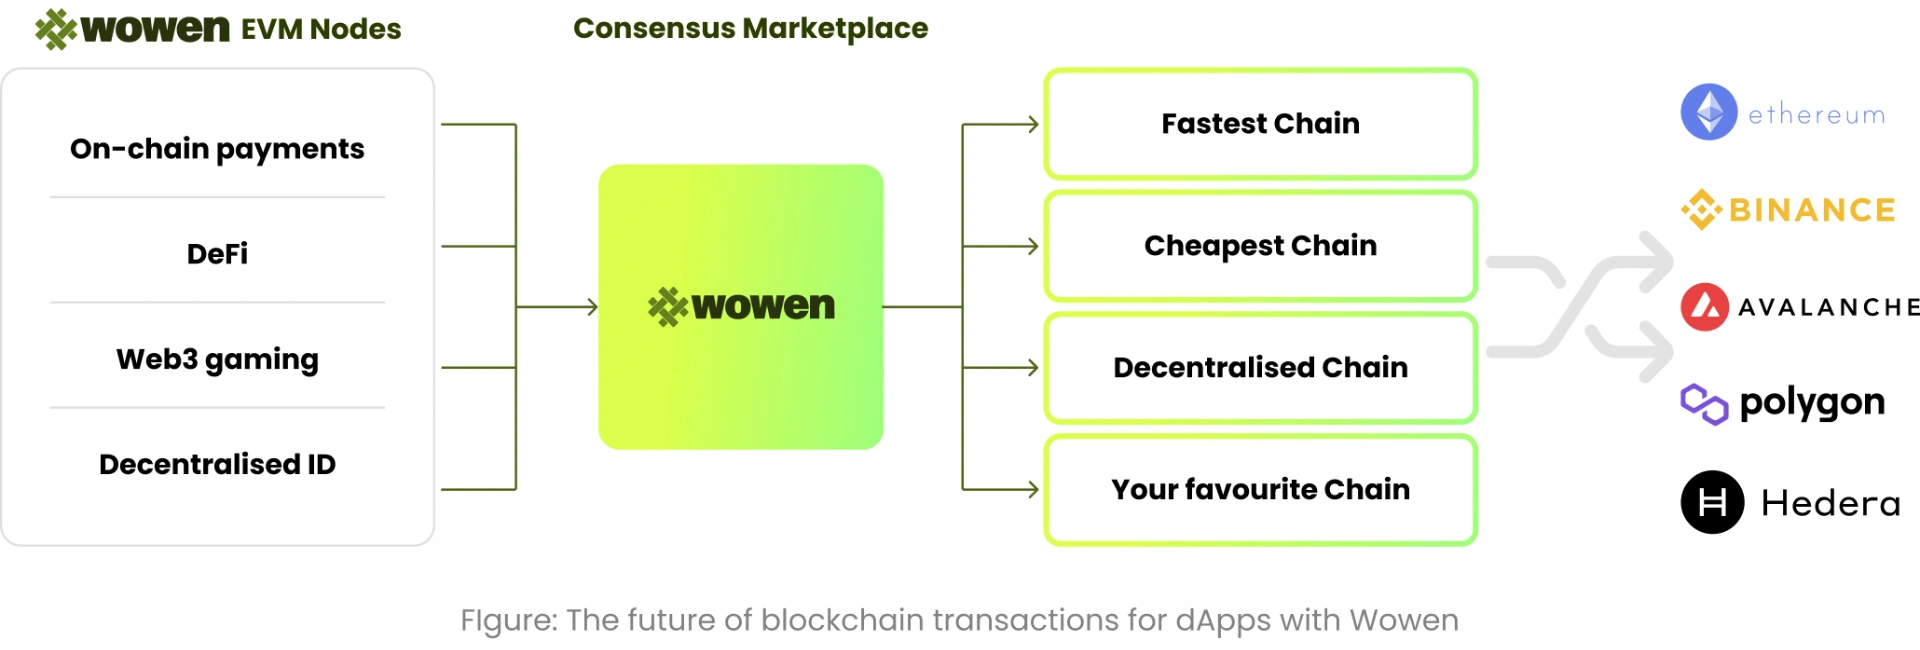 wowen EVM Nodes
Consensus Marketplace
On-chain payments
DeFi
Web3 gaming
Decentralised ID
wowen
Fastest Chain
Cheapest Chain
Decentralised Chain
Your favourite Chain
ethereum
BINANCE
AVALANCHE
polygon
Hedera
FIgure: The future of blockchain transactions for dApps with Wowen